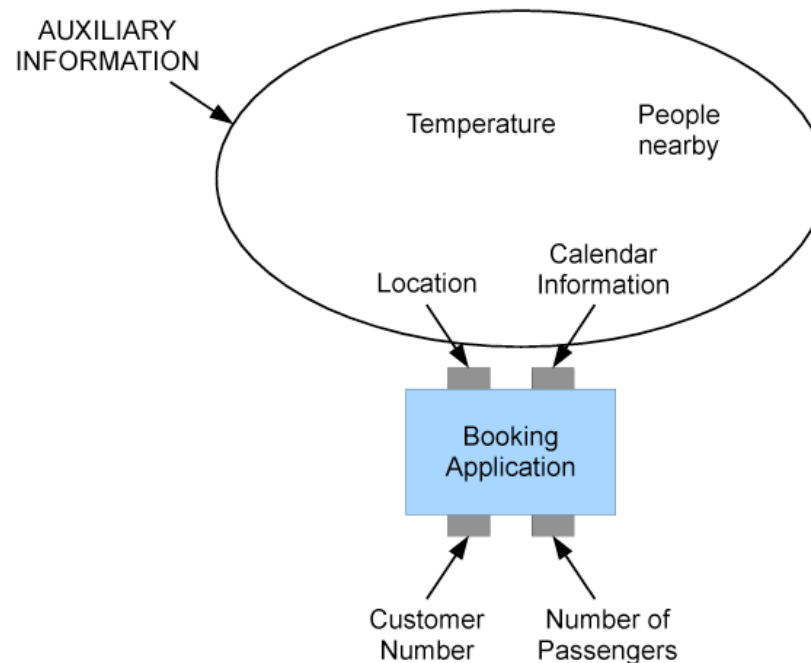 AUXILIARY
INFORMATION
Temperature
People
nearby
Location
Calendar
Information
Booking
Application
Customer
Number
Number of
Passengers